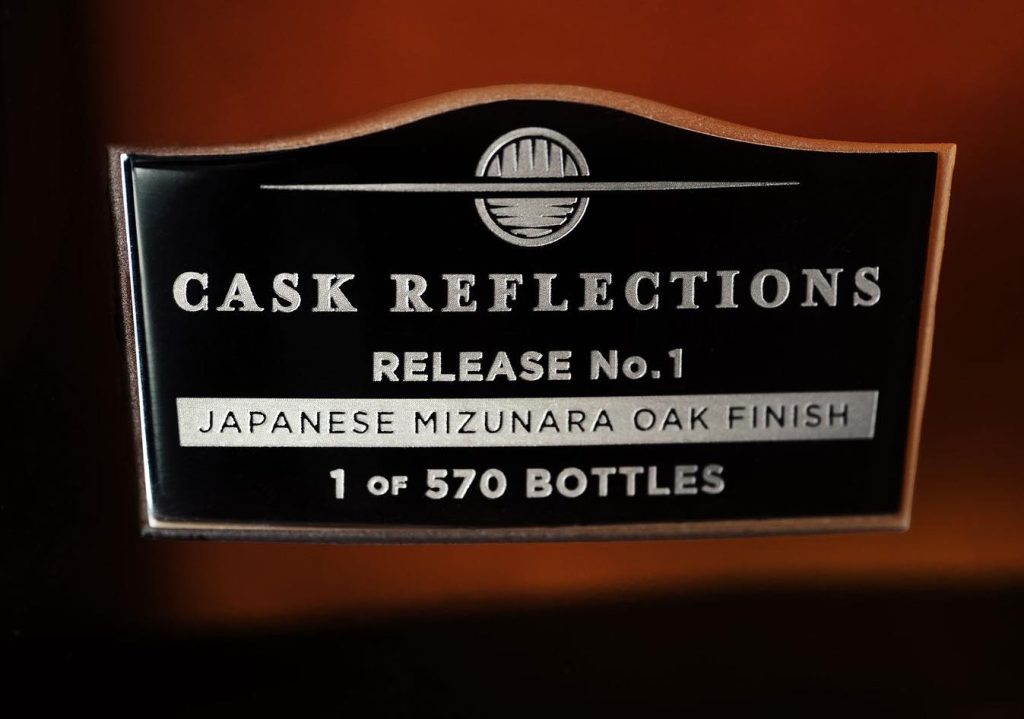 CASK REFLECTIONS
RELEASE No.1
JAPANESE MIZUNARA OAK FINISH
1 OF 570 BOTTLES